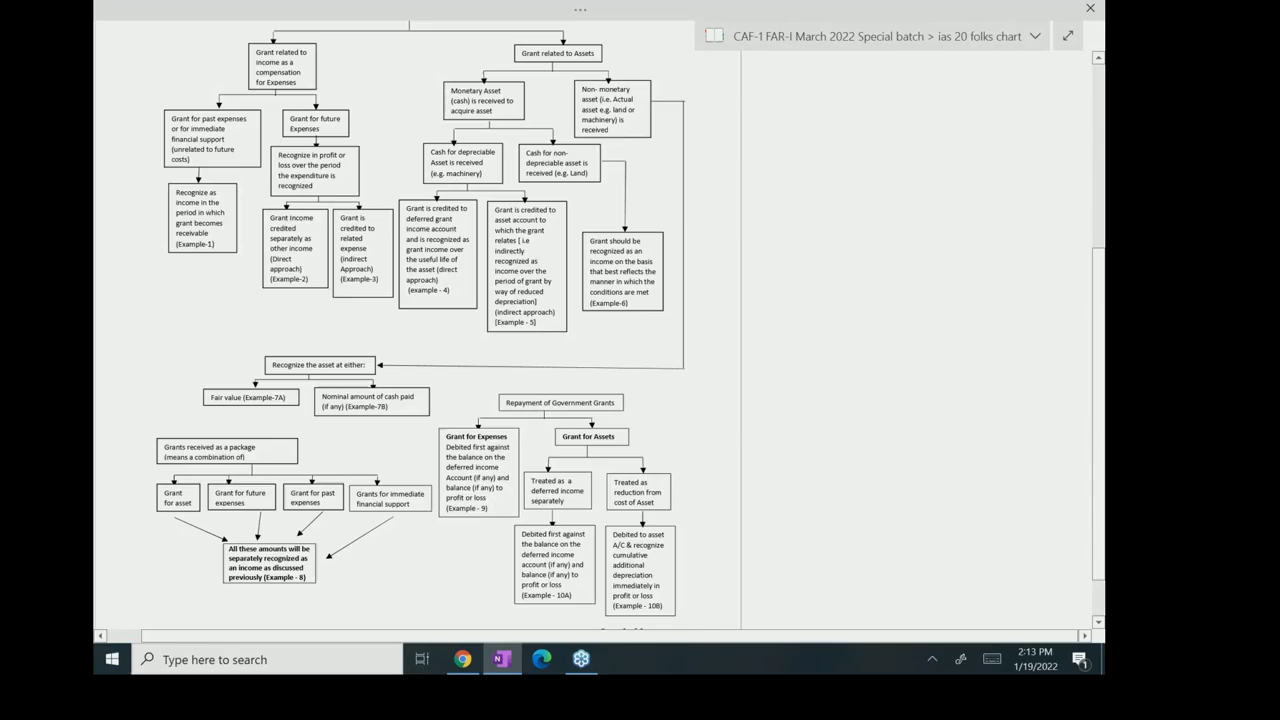 CAF-1 FAR-I March 2022 Special batch > ias 20 folks chart
Grant related to
income as a
compensation
for Expenses
Grant related to Assets
Monetary Asset
(cash) is received to
acquire asset
Non- monetary
asset (i.e. Actual
asset e.g. land or
machinery) is
received
Grant for past expenses
or for immediate
financial support
(unrelated to future
costs)
Grant for future
Expenses
Recognize in profit or
loss over the period
the expenditure is
recognized
Cash for depreciable
Asset is received
(e.g. machinery)
Cash for non-
depreciable asset is
received (e.g. Land)
Recognize as
income in the
period in which
grant becomes
receivable
(Example-1)
Grant Income
credited
separately as
other income
(Direct
approach)
(Example-2)
Grant is
credited to
related
expense
(indirect
Approach)
(Example-3)
Grant is credited to
deferred grant
income account
and is recognized as
grant income over
the useful life of
the asset (direct
approach)
(example - 4)
Grant is credited to
asset account to
which the grant
relates [ i.e
indirectly
recognized as
income over the
period of grant by
way of reduced
depreciation]
(indirect approach)
[Example - 5]
Grant should be
recognized as an
income on the basis
that best reflects the
manner in which the
conditions are met
(Example-6)
Recognize the asset at either:
Fair value (Example-7A)
Nominal amount of cash paid
(if any) (Example-7B)
Grants received as a package
(means a combination of)
Grant
for asset
Grant for future
expenses
Grant for past
expenses
Grants for immediate
financial support
All these amounts will be
separately recognized as
an income as discussed
previously (Example - 8)
Repayment of Government Grants
Grant for Expenses
Debited first against
the balance on the
deferred income
Account (if any) and
balance (if any) to
profit or loss
(Example - 9)
Grant for Assets
Treated as a
deferred income
separately
Treated as
reduction from
cost of Asset
Debited first against
the balance on the
deferred income
account (if any) and
balance (if any) to
profit or loss
(Example - 10A)
Debited to asset
A/C & recognize
cumulative
additional
depreciation
immediately in
profit or loss
(Example - 10B)
Type here to search
2:13 PM
1/19/2022
1